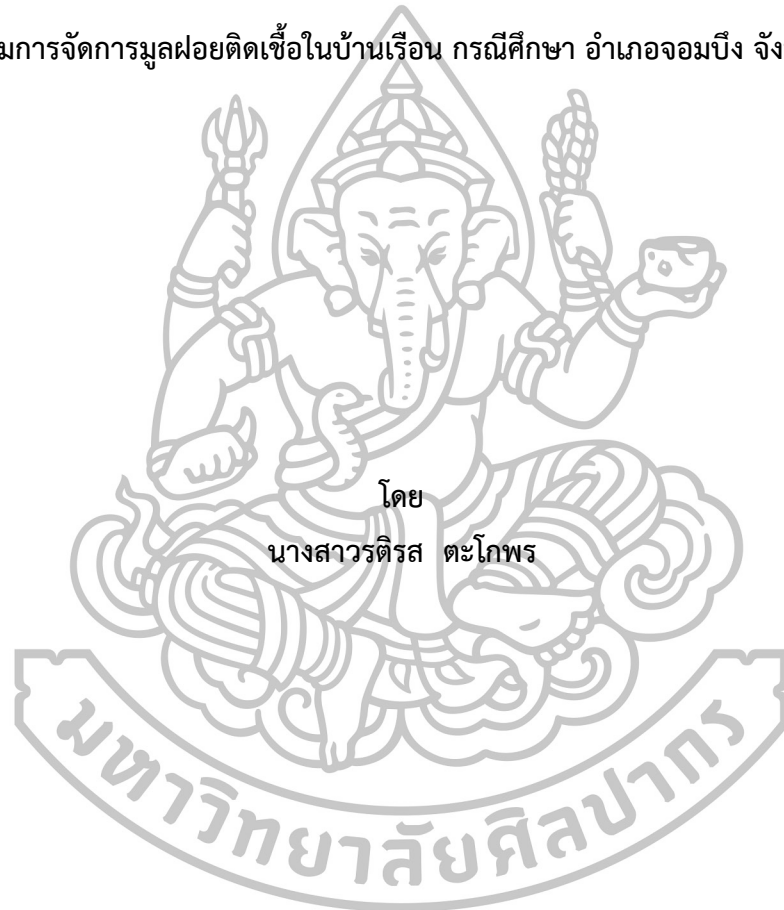 มการจัดการมูลฝอยติดเชื้อในบ้านเรือน กรณีศึกษา อำเภอจอมบึง จัง
โดย
นางสาวรติรส ตะโกพร
มหาวิทยาลัยศิลปากร